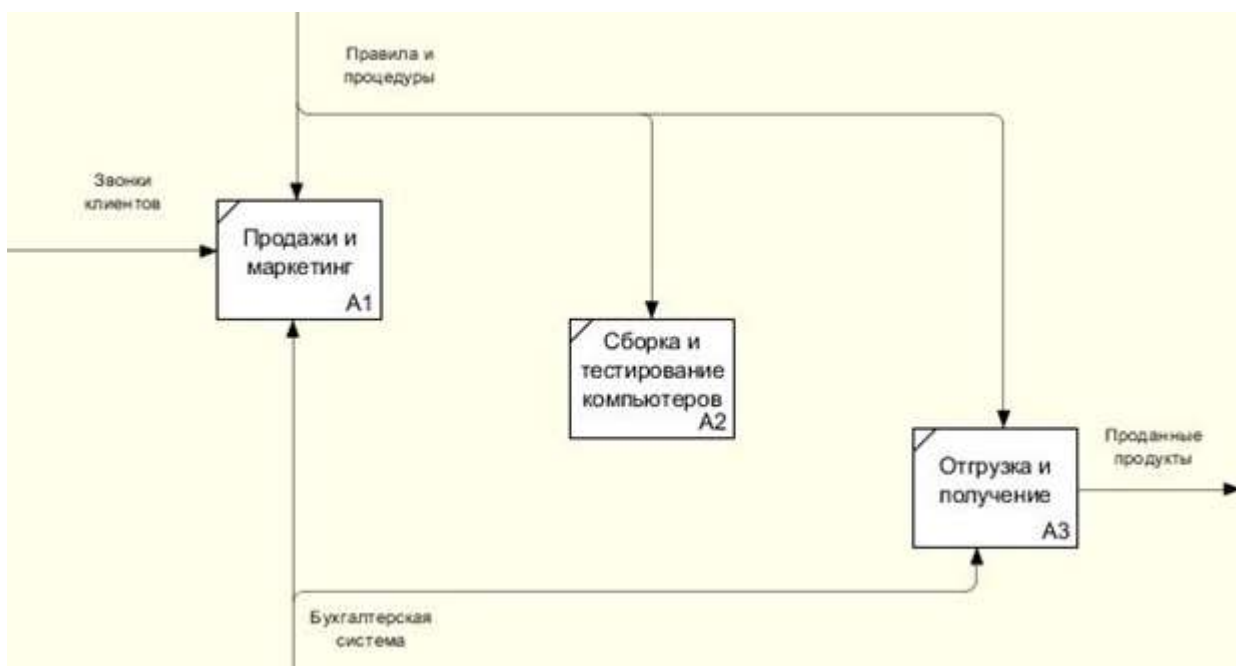 Правила и
процедуры
Звонки
клиентов
Продажи и
маркетинг
A1
Сборка и
тестирование
компьютеров
A2
Отгрузка и
получение
A3
Проданные
продукты
Бухгалтерская
система